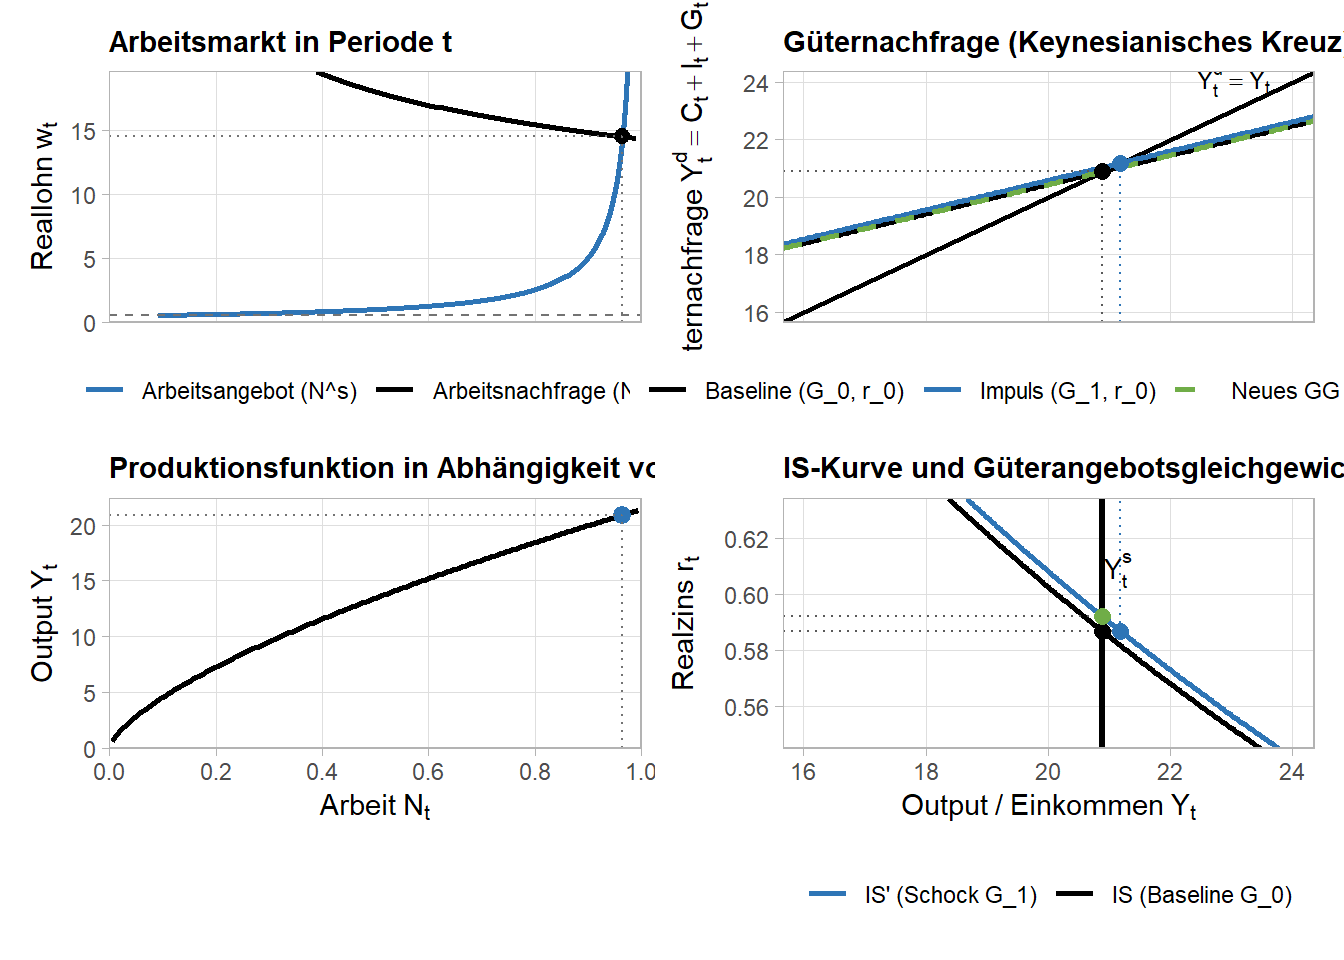 Arbeitsmarkt in Periode t
15
10
5
0
Reallohn wt
Arbeitsangebot (N^s)
Arbeitsnachfrage (N
Güternachfrage (Keynesianisches Kreuz)
24
22
20
18
16
ternachfrage Y_t^d = C_t + I_t + G_t
Y_t^d = Y_t
Baseline (G_0, r_0)
Impuls (G_1, r_0)
Neues GG
Produktionsfunktion in Abhängigkeit vo
20
15
10
5
0
Output Y_t
0.0 0.2 0.4 0.6 0.8 1.0
Arbeit N_t
IS-Kurve und Güterangebotsgleichgewic
0.62
0.60
0.58
0.56
Realzins r_t
Y_t^s
16 18 20 22 24
Output / Einkommen Y_t
IS' (Schock G_1)
IS (Baseline G_0)